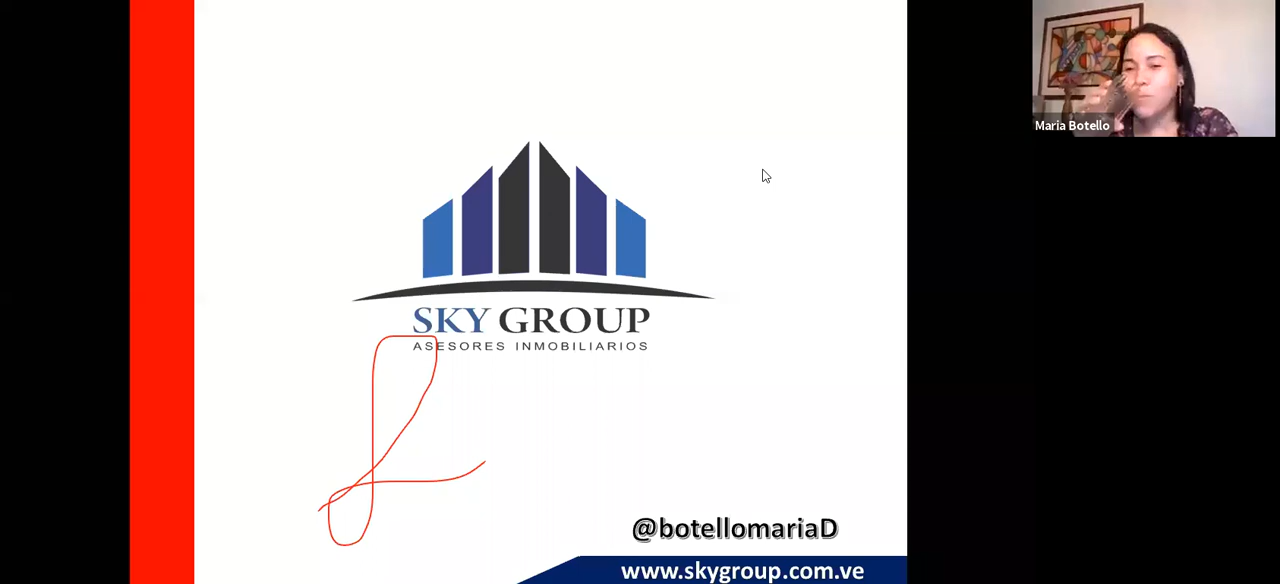 Maria Botello
SKY GROUP
ASESORES INMOBILIARIOS
@botellomariaD
www.skygroup.com.ve